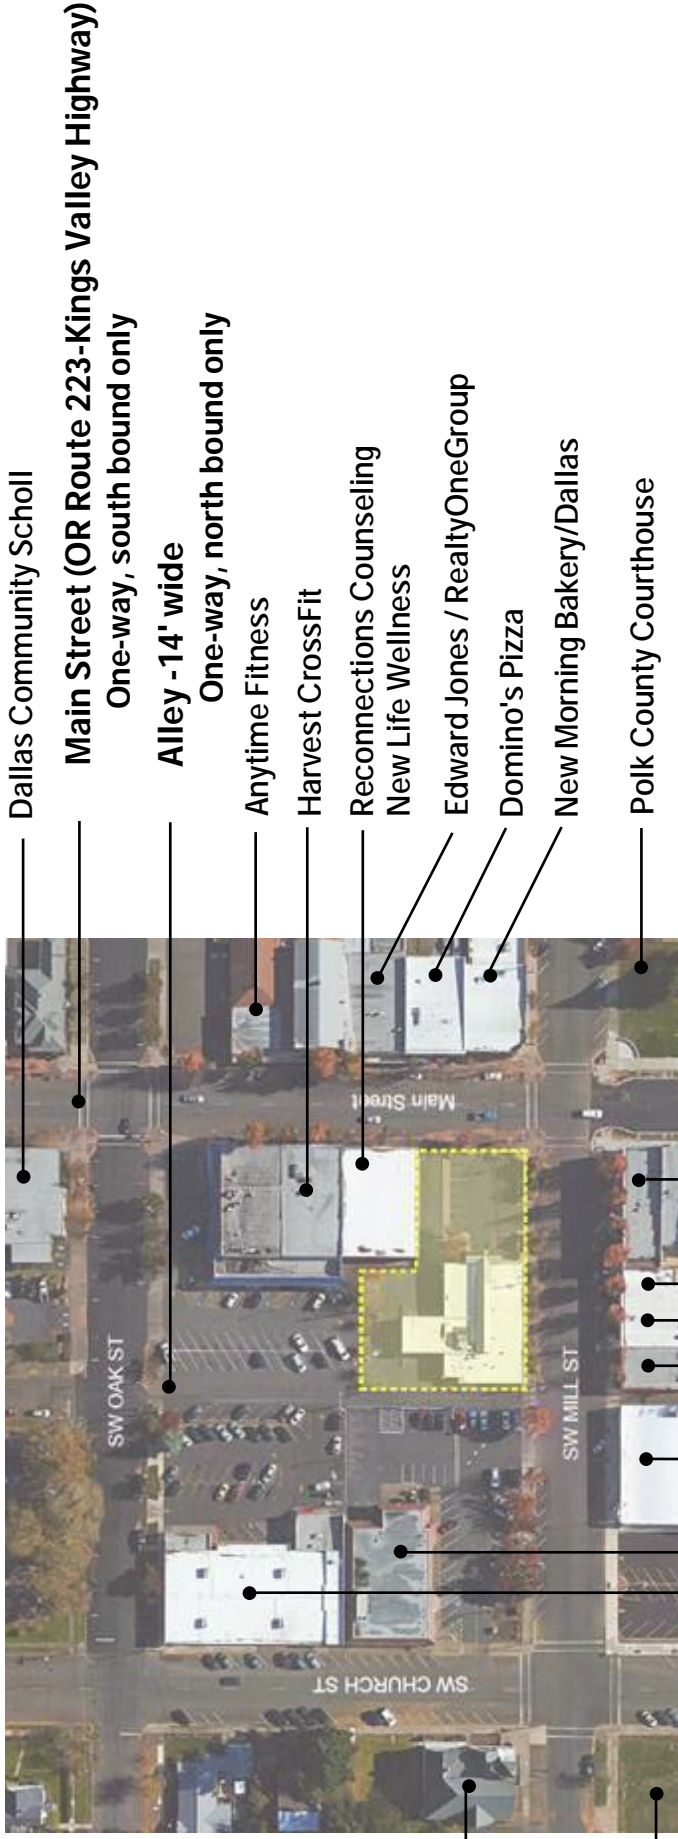 Dallas Community Scholl
Main Street (OR Route 223-Kings Valley Highway)
One-way, south bound only
Alley -14' wide
One-way, north bound only
Anytime Fitness
Harvest CrossFit
Reconnections Counseling
New Life Wellness
Edward Jones / RealtyOneGroup
Domino's Pizza
New Morning Bakery/Dallas
Polk County Courthouse
SW OAK ST
Main Street
SW MILL ST
SW CHURCH ST